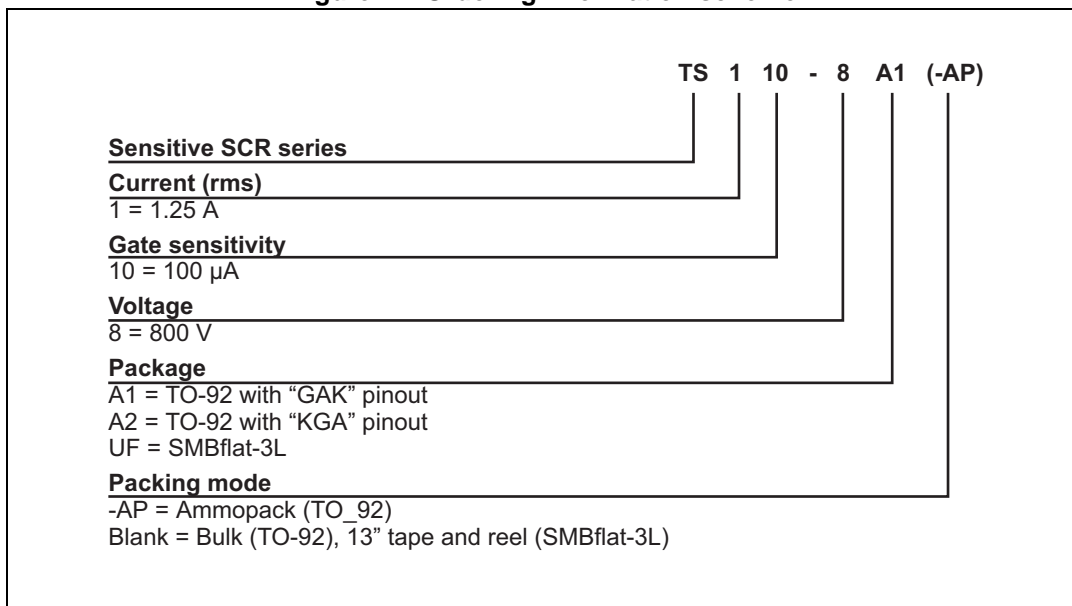 TS 1 10 - 8 A1 (-AP)
Sensitive SCR series
Current (rms)
1 = 1.25 A
Gate sensitivity
10 = 100 µA
Voltage
8 = 800 V
Package
A1 = TO-92 with “GAK” pinout
A2 = TO-92 with “KGA” pinout
UF = SMBflat-3L
Packing mode
-AP = Ammopack (TO_92)
Blank = Bulk (TO-92), 13” tape and reel (SMBflat-3L)